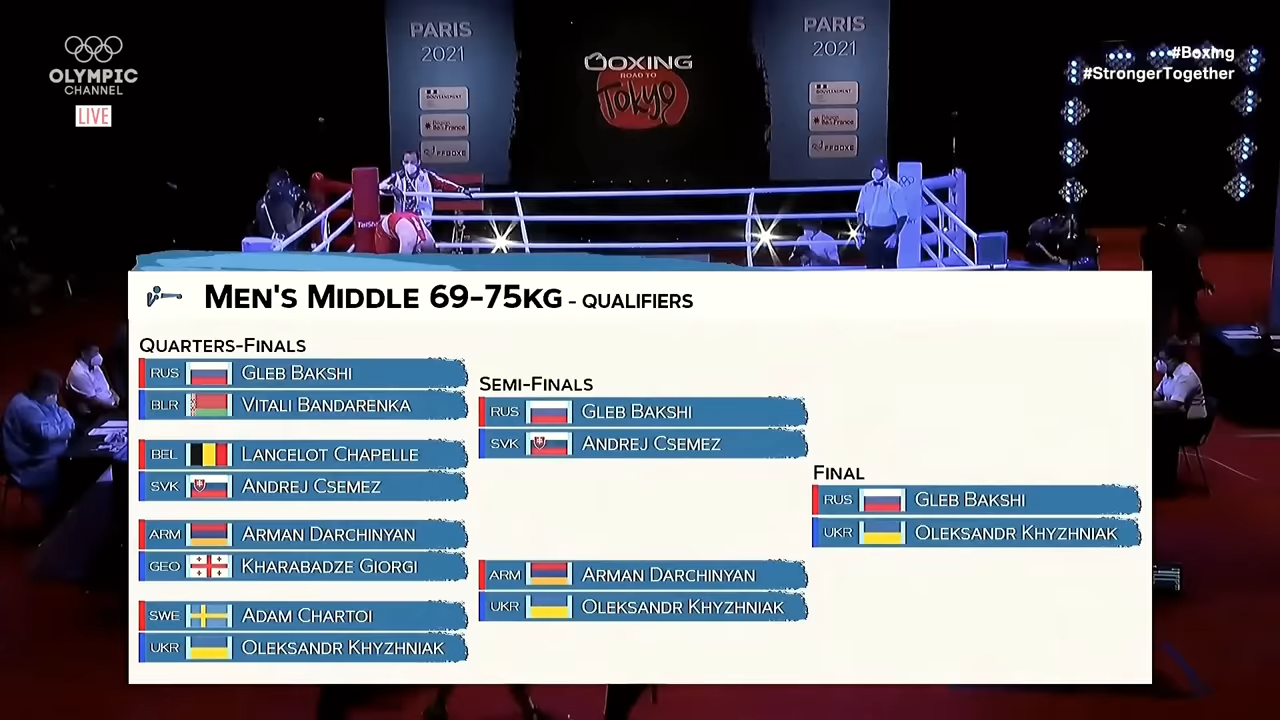 PARIS
2021
PARIS
2021
BOXING
ROAD TO
Tokyo
#Boxing
#StrongerTogether
OLYMPIC
CHANNEL
LIVE
GOUVERNEMENT
FFBOXE
FFBOXE
MEN'S MIDDLE 69-75KG - QUALIFIERS
QUARTERS-FINALS
RUS GLEB BAKSHI
BLR VITALI BANDARENKA
BEL LANCELOT CHAPELLE
SVK ANDREJ CSEMEZ
ARM ARMAN DARCHINYAN
GEO KHARABADZE GIORGI
SWE ADAM CHARTOI
UKR OLEKSANDR KHYZHNIAK
SEMI-FINALS
RUS GLEB BAKSHI
SVK ANDREJ CSEMEZ
ARM ARMAN DARCHINYAN
UKR OLEKSANDR KHYZHNIAK
FINAL
RUS GLEB BAKSHI
UKR OLEKSANDR KHYZHNIAK